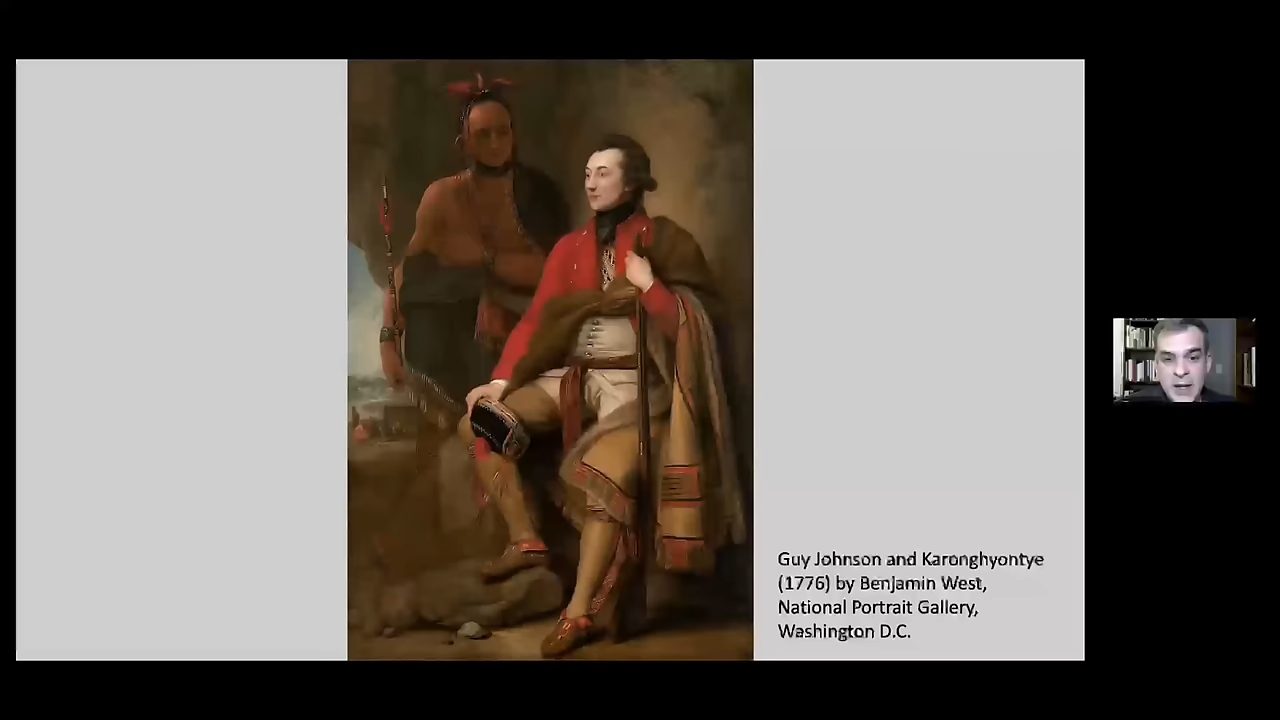 Guy Johnson and Karonghyontye
(1776) by Benjamin West,
National Portrait Gallery,
Washington D.C.